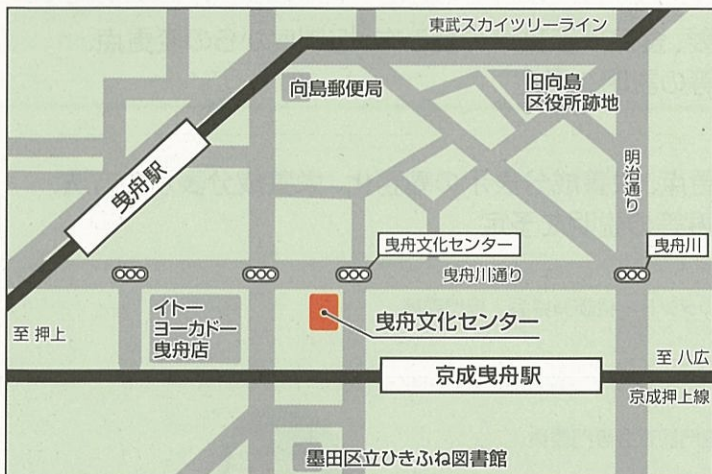 東武スカイツリーライン
向島郵便局
旧向島
区役所跡地
明治通り
曳舟駅
曳舟文化センター
曳舟川
曳舟川通り
イトー
ヨーカドー
曳舟店
至 押上
曳舟文化センター
至 八広
京成曳舟駅
京成押上線
墨田区立ひきふね図書館